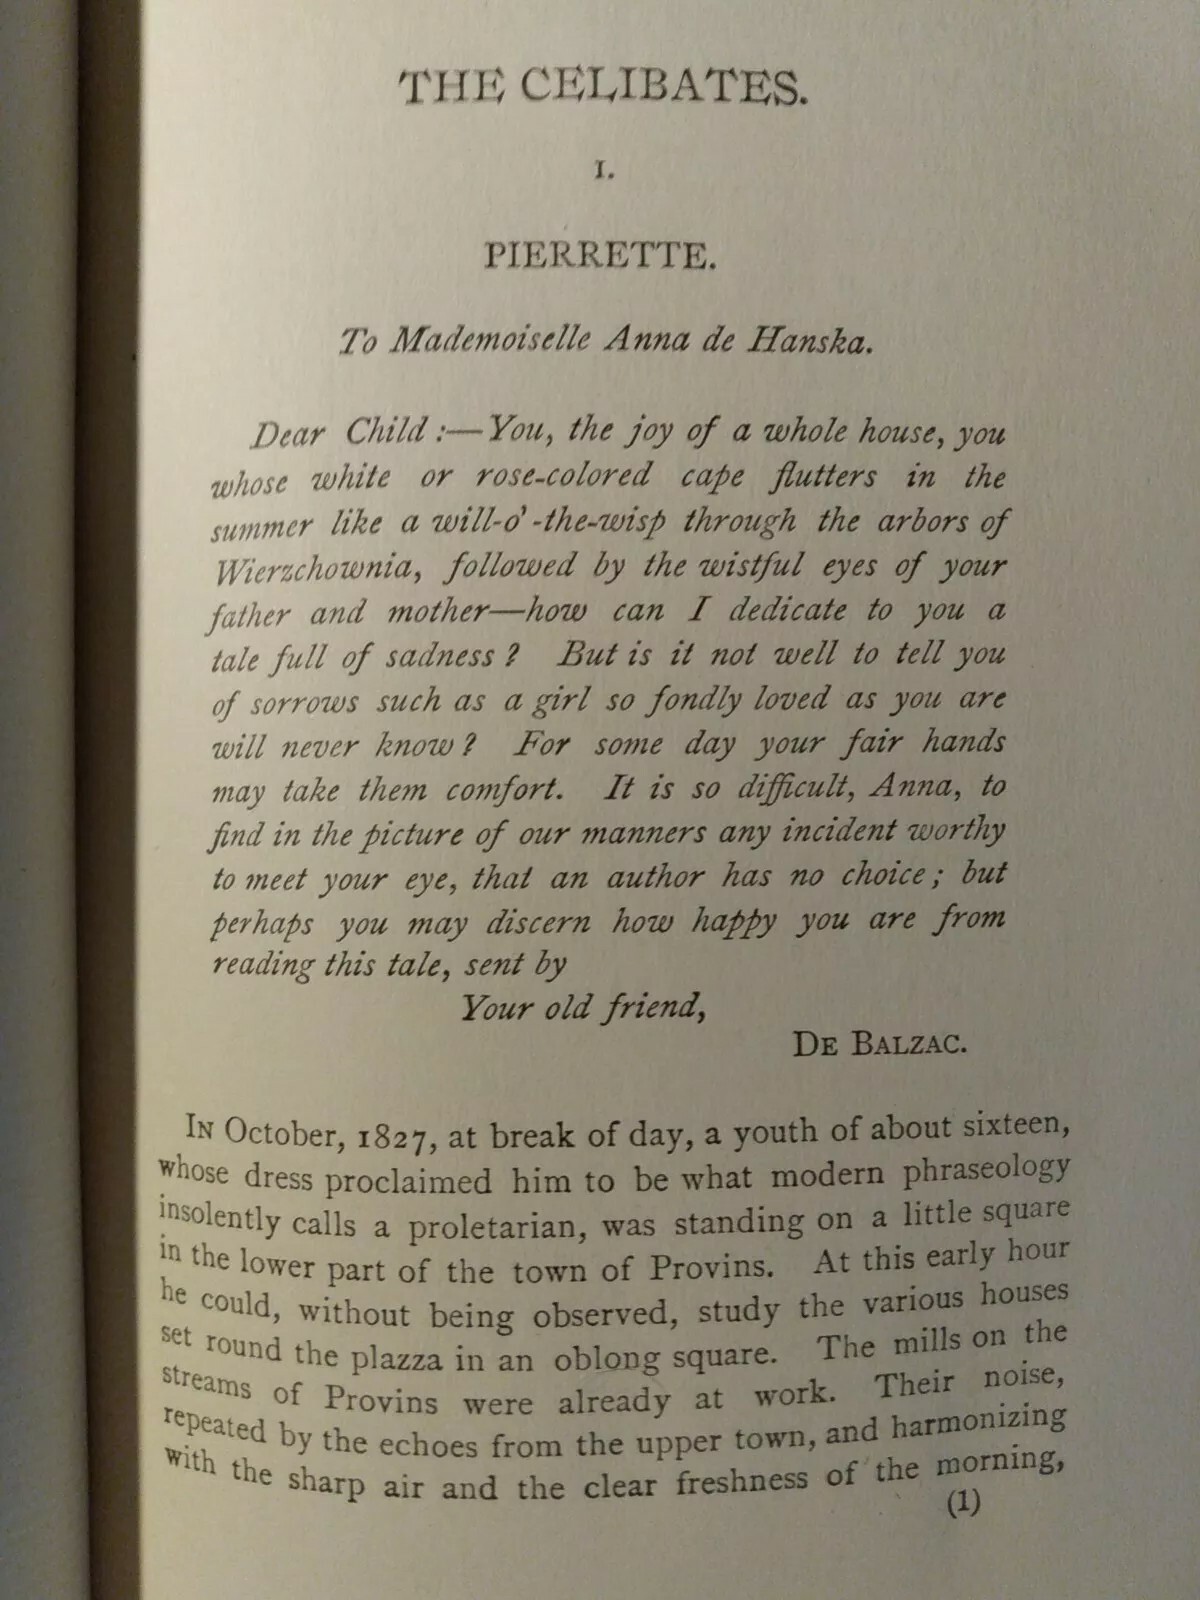 THE CELIBATES.
I.
PIERRETTE.
To Mademoiselle Anna de Hanska.
Dear Child:—You, the joy of a whole house, you
whose white or rose-colored cape flutters in the
summer like a will-o'-the-wisp through the arbors of
Wierzchownia, followed by the wistful eyes of your
father and mother—how can I dedicate to you a
tale full of sadness? But is it not well to tell you
of sorrows such as a girl so fondly loved as you are
will never know? For some day your fair hands
may take them comfort. It is so difficult, Anna, to
find in the picture of our manners any incident worthy
to meet your eye, that an author has no choice; but
perhaps you may discern how happy you are from
reading this tale, sent by
Your old friend,
DE BALZAC.
IN October, 1827, at break of day, a youth of about sixteen,
whose dress proclaimed him to be what modern phraseology
insolently calls a proletarian, was standing on a little square
in the lower part of the town of Provins. At this early hour
he could, without being observed, study the various houses
set round the plazza in an oblong square. The mills on the
streams of Provins were already at work. Their noise,
repeated by the echoes from the upper town, and harmonizing
with the sharp air and the clear freshness of the morning,
(1)